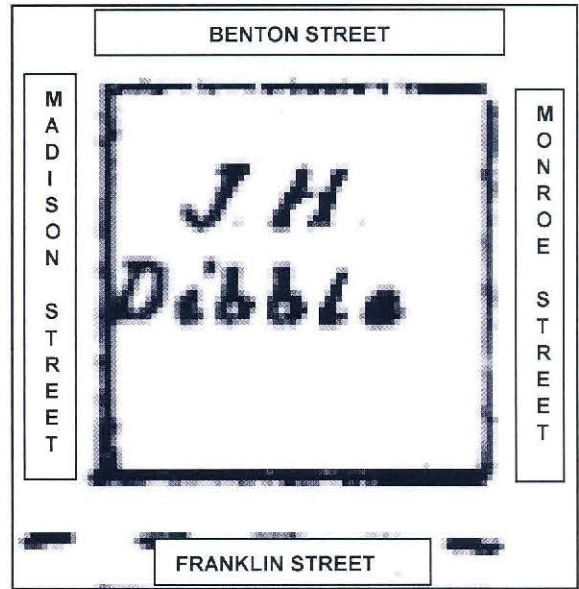 BENTON STREET
MADISON STREET
MONROE STREET
J. H.
Dibble
FRANKLIN STREET